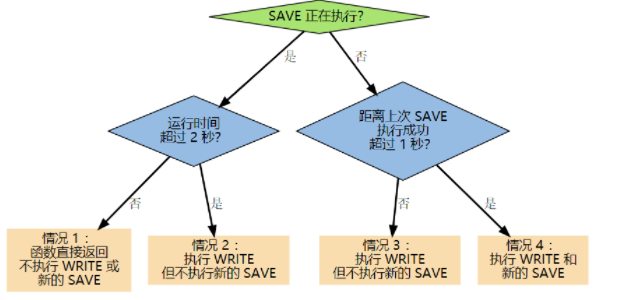 SAVE 正在执行?
是
否
运行时间
超过 2 秒?
距离上次 SAVE
执行成功
超过 1 秒?
否
是
否
是
情况 1：
函数直接返回
不执行 WRITE 或
新的 SAVE
情况 2：
执行 WRITE
但不执行新的 SAVE
情况 3：
执行 WRITE
但不执行新的 SAVE
情况 4：
执行 WRITE 和
新的 SAVE